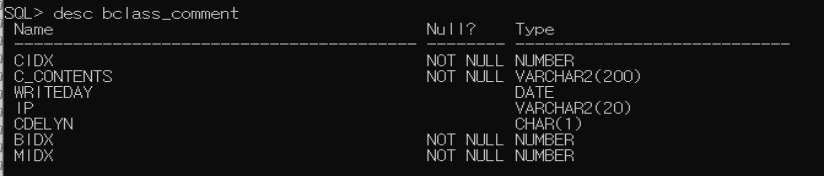 SQL> desc bclass_comment
Name Null? Type
----------------------------------------- -------- ----------------------------
CIDX NOT NULL NUMBER
C_CONTENTS NOT NULL VARCHAR2(200)
WRITEDAY DATE
IP VARCHAR2(20)
CDELYN CHAR(1)
BIDX NOT NULL NUMBER
MIDX NOT NULL NUMBER